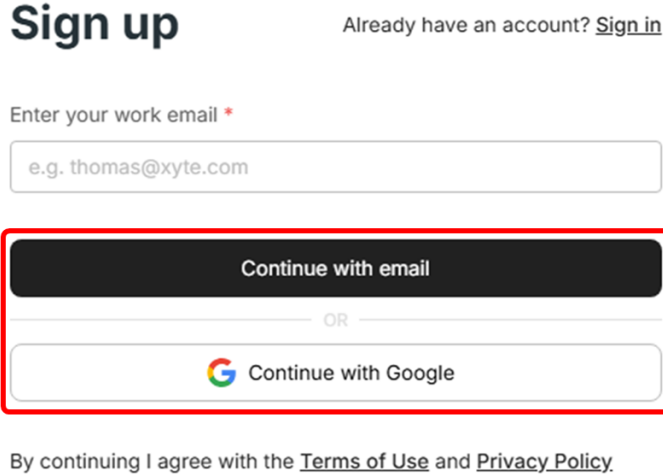 Sign up
Already have an account? Sign in
Enter your work email *
e.g. thomas@xyte.com
Continue with email
OR
Continue with Google
By continuing I agree with the Terms of Use and Privacy Policy